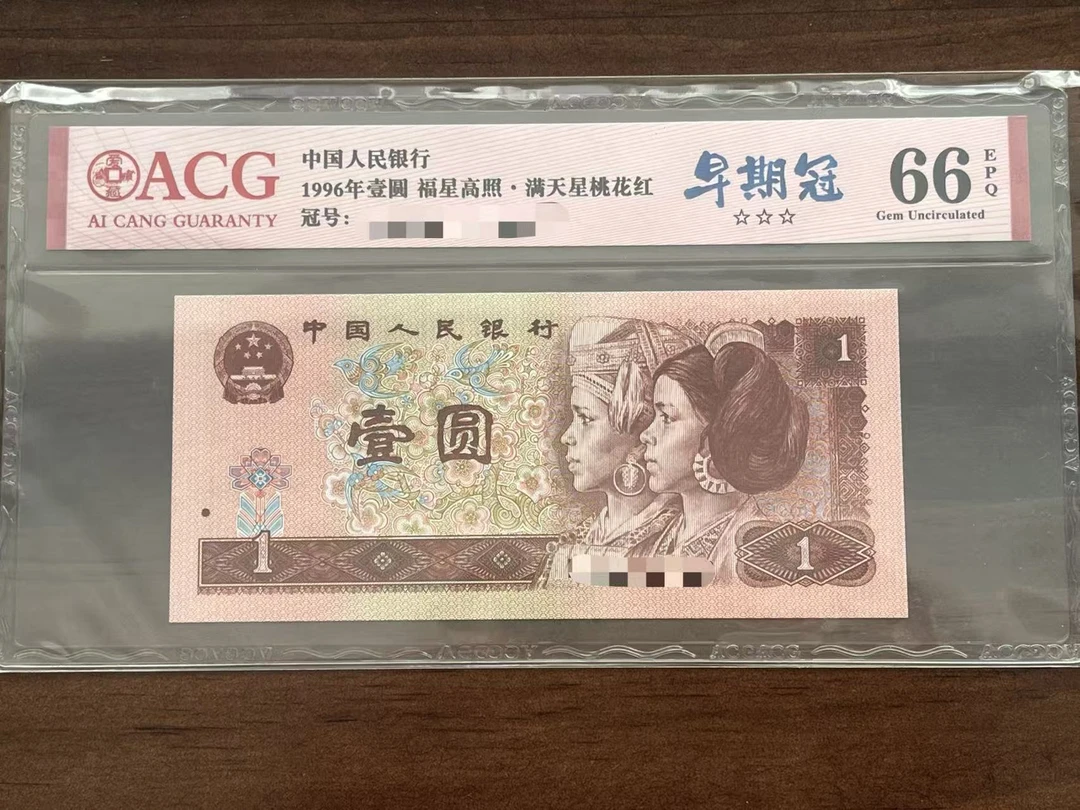 ACG
AI CANG GUARANTY
中国人民银行
1996年壹圆 福星高照·满天星桃花红
冠号:
早期冠
☆☆☆
66
EPQ
Gem Uncirculated
中国人民银行
壹圆
1
1
1